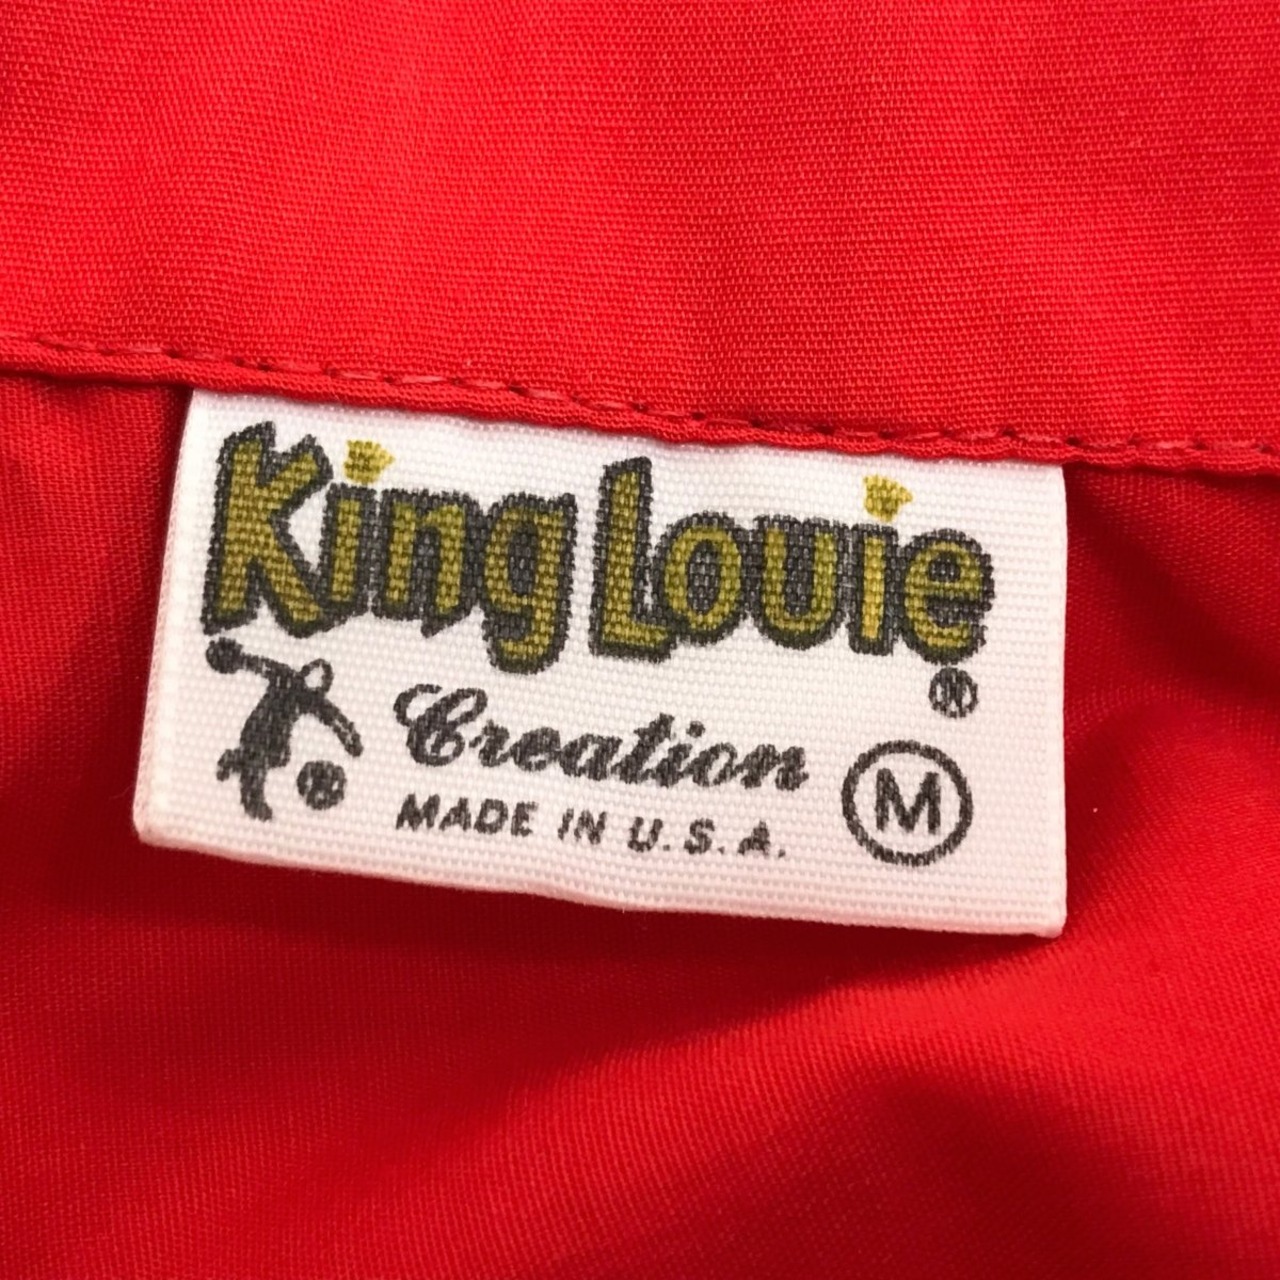 King Louie
®
Creation
® MADE IN U.S.A. M